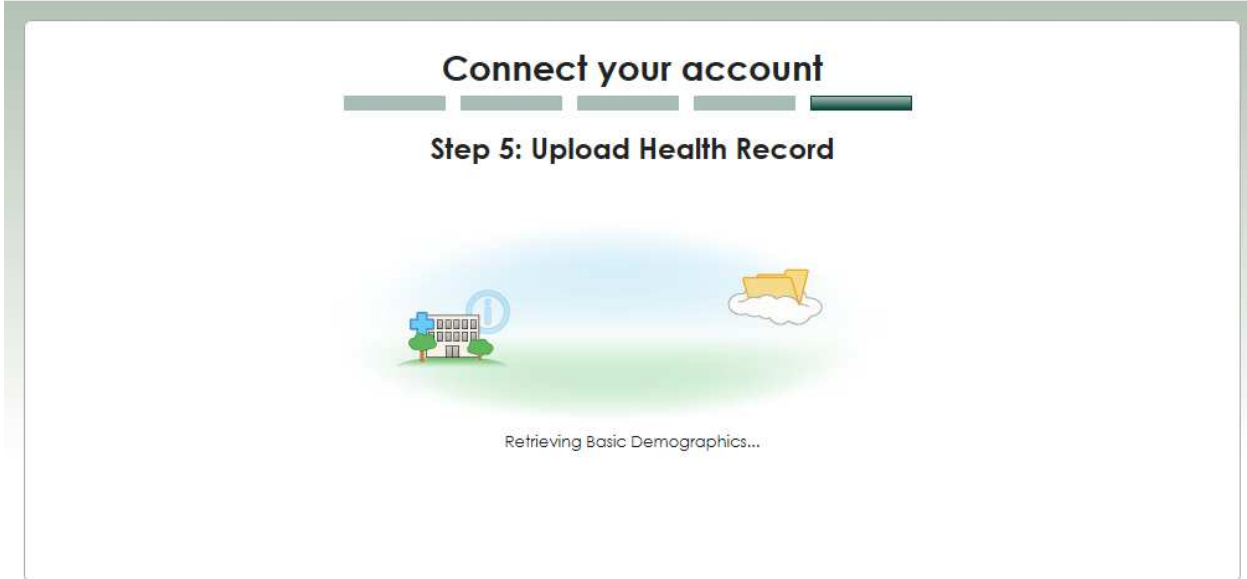 Connect your account
Step 5: Upload Health Record
Retrieving Basic Demographics...